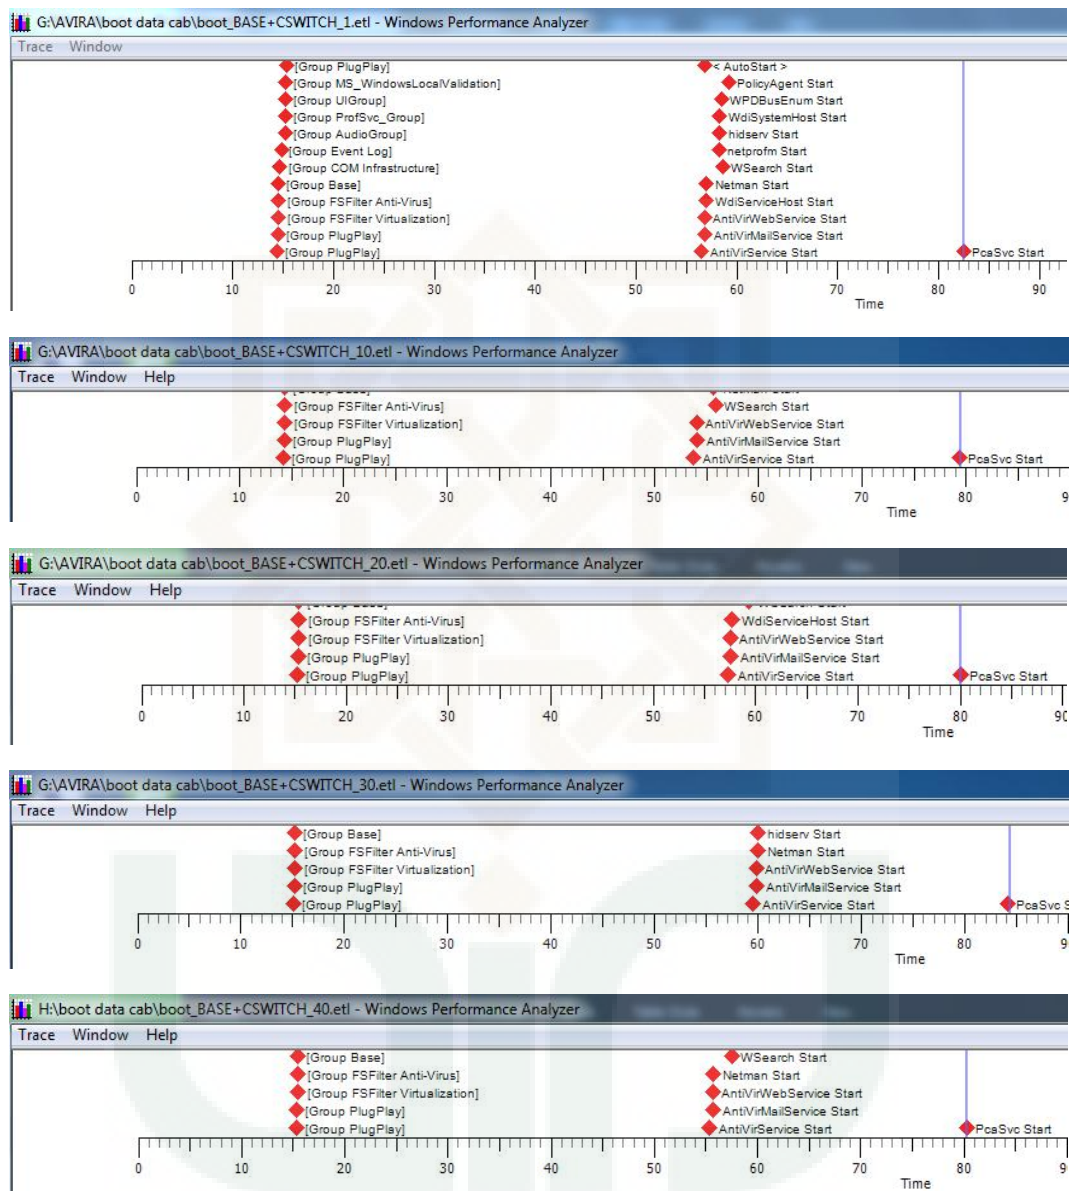 G:\AVIRA\boot data cab\boot_BASE+CSWITCH_1.etl - Windows Performance Analyzer
Trace Window
[Group PlugPlay] < AutoStart >
[Group MS_WindowsLocalValidation] PolicyAgent Start
[Group UIGroup] WPDBusEnum Start
[Group ProfSvc_Group] WdiSystemHost Start
[Group AudioGroup] hidserv Start
[Group Event Log] netprofm Start
[Group COM Infrastructure] WSearch Start
[Group Base] Netman Start
[Group FSFilter Anti-Virus] WdiServiceHost Start
[Group FSFilter Virtualization] AntiVirWebService Start
[Group PlugPlay] AntiVirMailService Start
[Group PlugPlay] AntiVirService Start PcaSvc Start
0 10 20 30 40 50 60 70 80 90
Time
G:\AVIRA\boot data cab\boot_BASE+CSWITCH_10.etl - Windows Performance Analyzer
Trace Window Help
[Group FSFilter Anti-Virus] WSearch Start
[Group FSFilter Virtualization] AntiVirWebService Start
[Group PlugPlay] AntiVirMailService Start
[Group PlugPlay] AntiVirService Start PcaSvc Start
0 10 20 30 40 50 60 70 80 9
Time
G:\AVIRA\boot data cab\boot_BASE+CSWITCH_20.etl - Windows Performance Analyzer
Trace Window Help
[Group FSFilter Anti-Virus] WdiServiceHost Start
[Group FSFilter Virtualization] AntiVirWebService Start
[Group PlugPlay] AntiVirMailService Start
[Group PlugPlay] AntiVirService Start PcaSvc Start
0 10 20 30 40 50 60 70 80 90
Time
G:\AVIRA\boot data cab\boot_BASE+CSWITCH_30.etl - Windows Performance Analyzer
Trace Window Help
[Group Base] hidserv Start
[Group FSFilter Anti-Virus] Netman Start
[Group FSFilter Virtualization] AntiVirWebService Start
[Group PlugPlay] AntiVirMailService Start
[Group PlugPlay] AntiVirService Start PcaSvc S
0 10 20 30 40 50 60 70 80 9
Time
H:\boot data cab\boot_BASE+CSWITCH_40.etl - Windows Performance Analyzer
Trace Window Help
[Group Base] WSearch Start
[Group FSFilter Anti-Virus] Netman Start
[Group FSFilter Virtualization] AntiVirWebService Start
[Group PlugPlay] AntiVirMailService Start
[Group PlugPlay] AntiVirService Start PcaSvc Start
0 10 20 30 40 50 60 70 80 9
Time